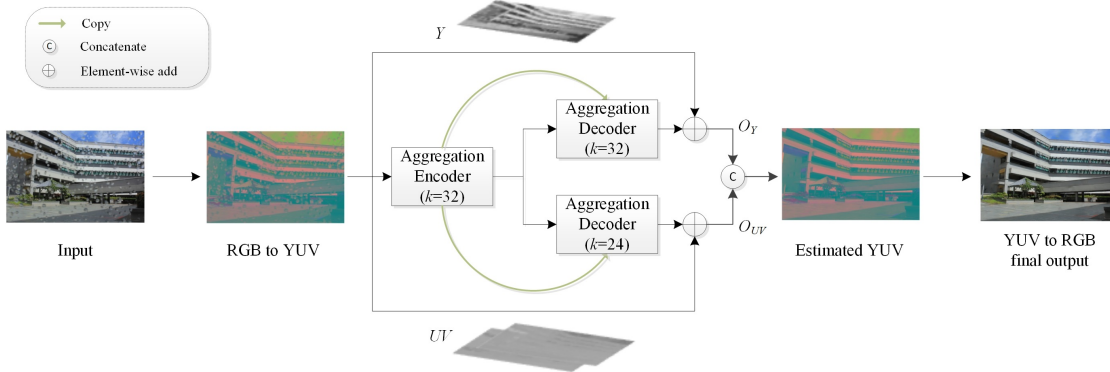 Copy
C
Concatenate
Element-wise add
Y
Aggregation
Encoder
(k=32)
Aggregation
Decoder
(k=32)
Aggregation
Decoder
(k=24)
O_Y
C
O_UV
Input
RGB to YUV
Estimated YUV
YUV to RGB
final output
UV